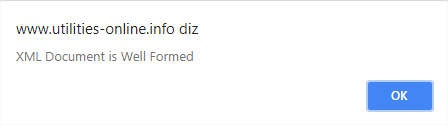 www.utilities-online.info diz
XML Document is Well Formed
OK